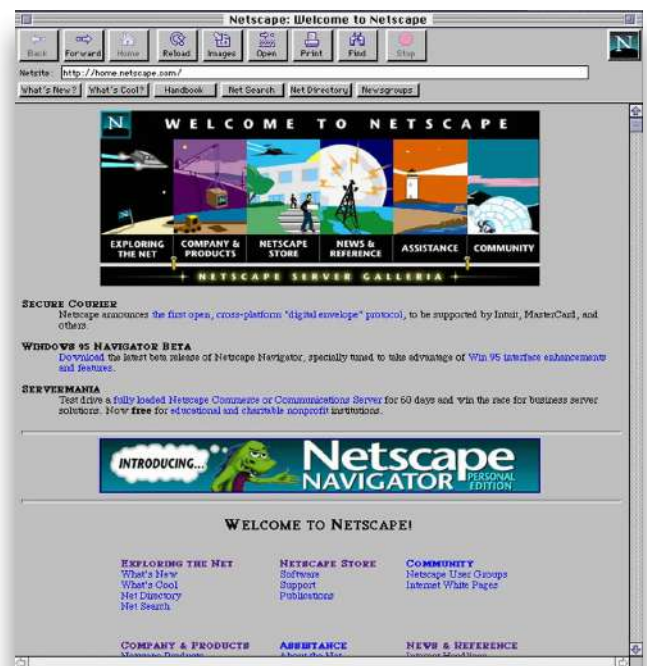 Netscape: Welcome to Netscape
Back Forward Home Reload Images Open Print Find Stop
N
Netsite: http://home.netscape.com/
What's New? What's Cool? Handbook Net Search Net Directory Newsgroups
N WELCOME TO NETSCAPE
EXPLORING THE NET
COMPANY & PRODUCTS
NETSCAPE STORE
NEWS & REFERENCE
ASSISTANCE
COMMUNITY
NETSCAPE SERVER GALLERIA
SECURE COURIER
Netscape announces the first open, cross-platform "digital envelope" protocol, to be supported by Intuit, MasterCard, and
others.
WINDOWS 95 NAVIGATOR BETA
Download the latest beta release of Netscape Navigator, specially tuned to take advantage of Win 95 interface enhancements
and features.
SERVERMANIA
Test drive a fully loaded Netscape Commerce or Communications Server for 60 days and win the race for business server
solutions. Now free for educational and charitable nonprofit institutions.
INTRODUCING... Netscape
NAVIGATOR PERSONAL EDITION
WELCOME TO NETSCAPE!
EXPLORING THE NET
What's New
What's Cool
Net Directory
Net Search
NETSCAPE STORE
Software
Support
Publications
COMMUNITY
Netscape User Groups
Internet White Pages
COMPANY & PRODUCTS
Netscape Products
ASSISTANCE
About the Net
NEWS & REFERENCE
Internet Headlines